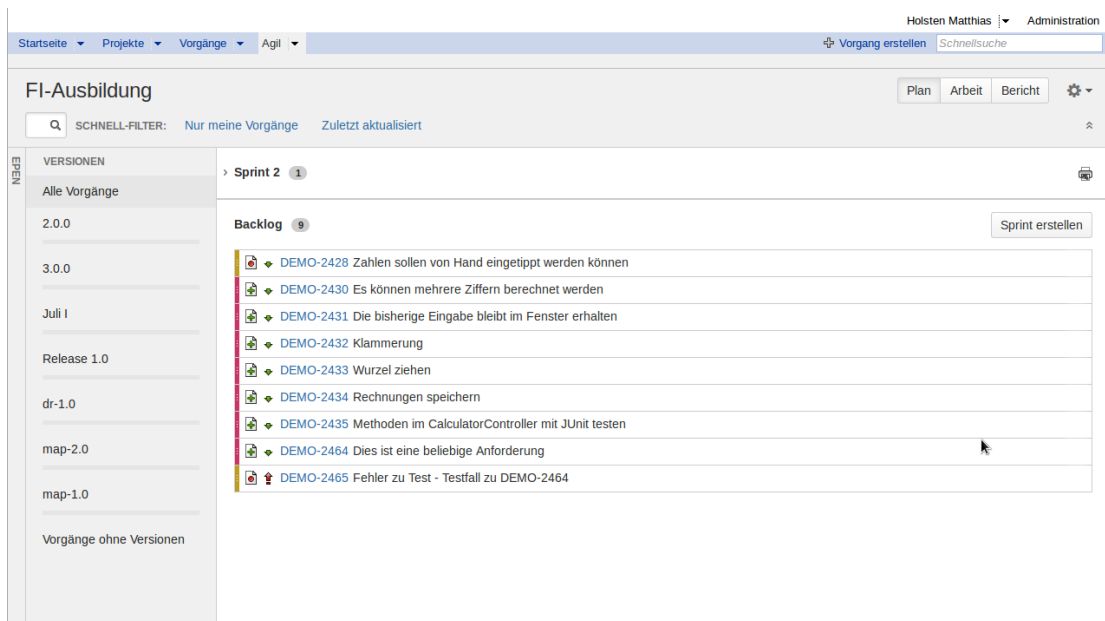 Holsten Matthias Administration
Startseite Projekte Vorgänge Agil Vorgang erstellen Schnellsuche
FI-Ausbildung Plan Arbeit Bericht
SCHNELL-FILTER: Nur meine Vorgänge Zuletzt aktualisiert
EPEN
VERSIONEN
Alle Vorgänge
2.0.0
3.0.0
Juli I
Release 1.0
dr-1.0
map-2.0
map-1.0
Vorgänge ohne Versionen
Sprint 2 1
Backlog 9 Sprint erstellen
DEMO-2428 Zahlen sollen von Hand eingetippt werden können
DEMO-2430 Es können mehrere Ziffern berechnet werden
DEMO-2431 Die bisherige Eingabe bleibt im Fenster erhalten
DEMO-2432 Klammerung
DEMO-2433 Wurzel ziehen
DEMO-2434 Rechnungen speichern
DEMO-2435 Methoden im CalculatorController mit JUnit testen
DEMO-2464 Dies ist eine beliebige Anforderung
DEMO-2465 Fehler zu Test - Testfall zu DEMO-2464